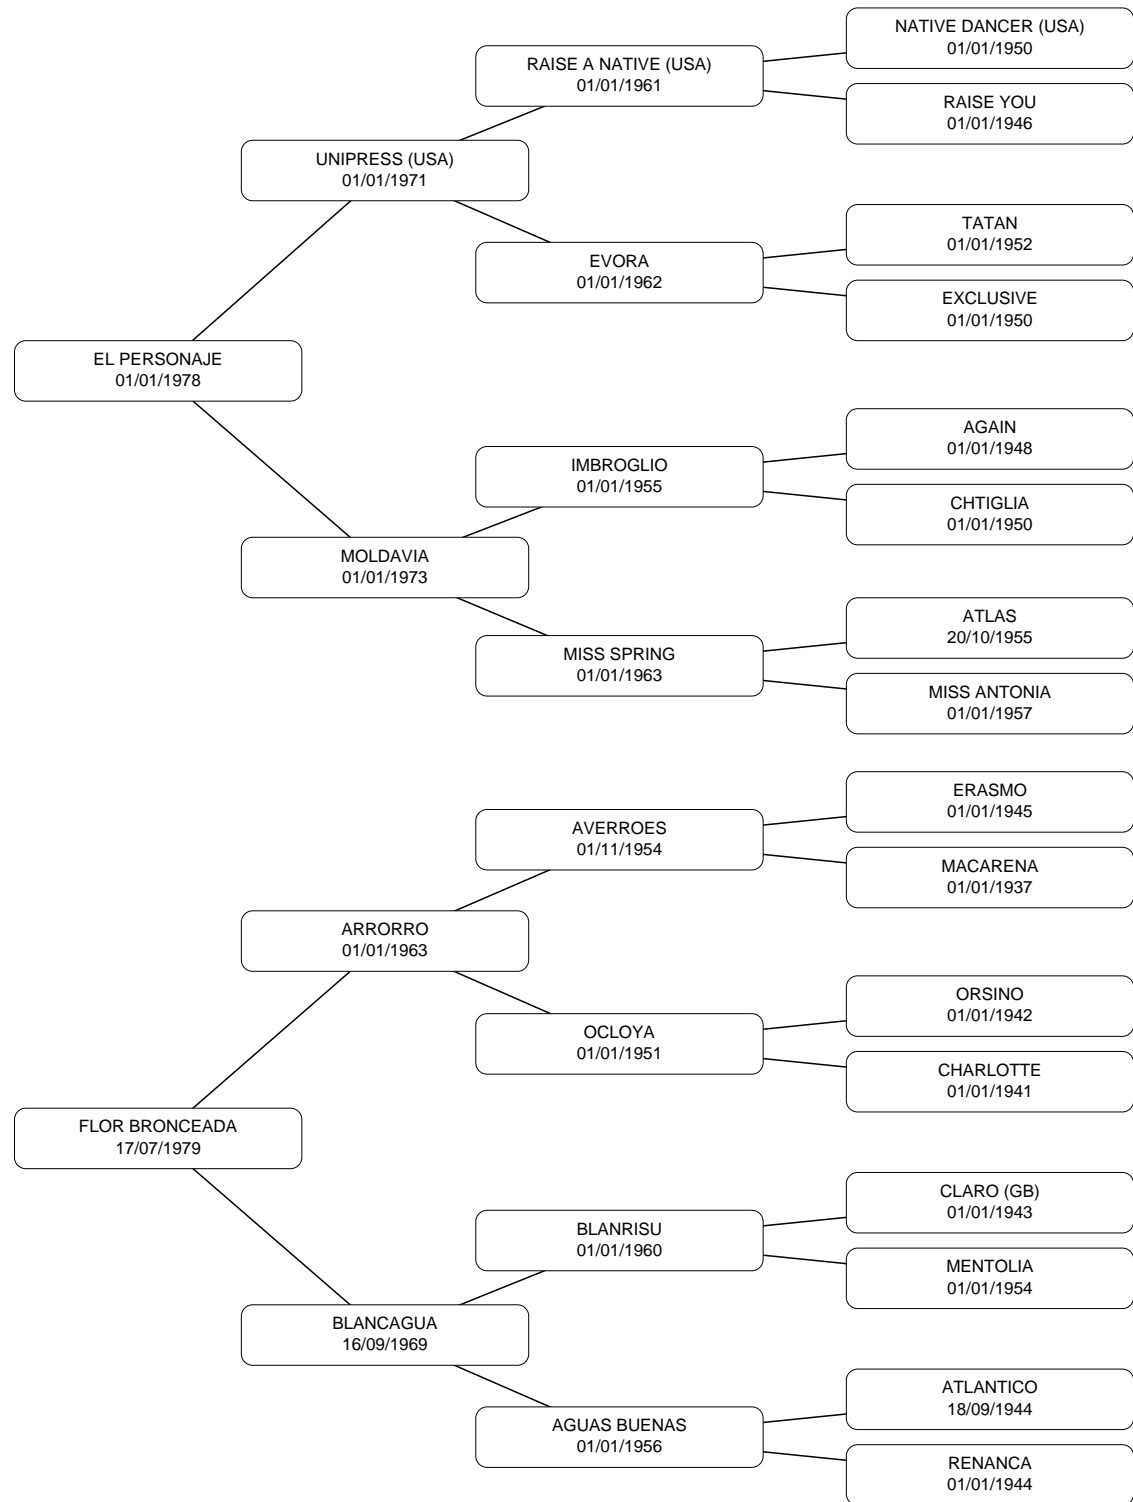 NATIVE DANCER (USA)
01/01/1950
RAISE A NATIVE (USA)
01/01/1961
RAISE YOU
01/01/1946
UNIPRESS (USA)
01/01/1971
TATAN
01/01/1952
EVORA
01/01/1962
EXCLUSIVE
01/01/1950
EL PERSONAJE
01/01/1978
AGAIN
01/01/1948
IMBROGLIO
01/01/1955
CHTIGLIA
01/01/1950
MOLDAVIA
01/01/1973
ATLAS
20/10/1955
MISS SPRING
01/01/1963
MISS ANTONIA
01/01/1957
ERASMO
01/01/1945
AVERROES
01/11/1954
MACARENA
01/01/1937
ARRORRO
01/01/1963
ORSINO
01/01/1942
OCLOYA
01/01/1951
CHARLOTTE
01/01/1941
FLOR BRONCEADA
17/07/1979
CLARO (GB)
01/01/1943
BLANRISU
01/01/1960
MENTOLIA
01/01/1954
BLANCAGUA
16/09/1969
ATLANTICO
18/09/1944
AGUAS BUENAS
01/01/1956
RENANCA
01/01/1944